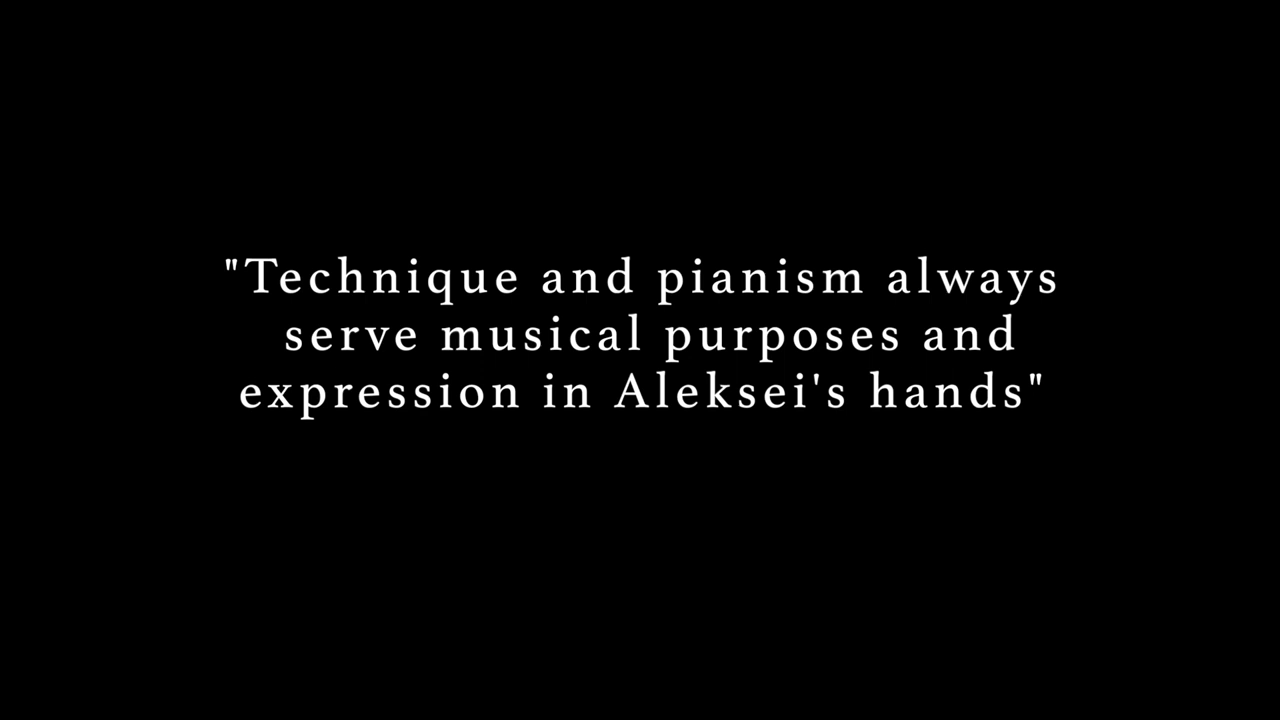 "Technique and pianism always
serve musical purposes and
expression in Aleksei's hands"